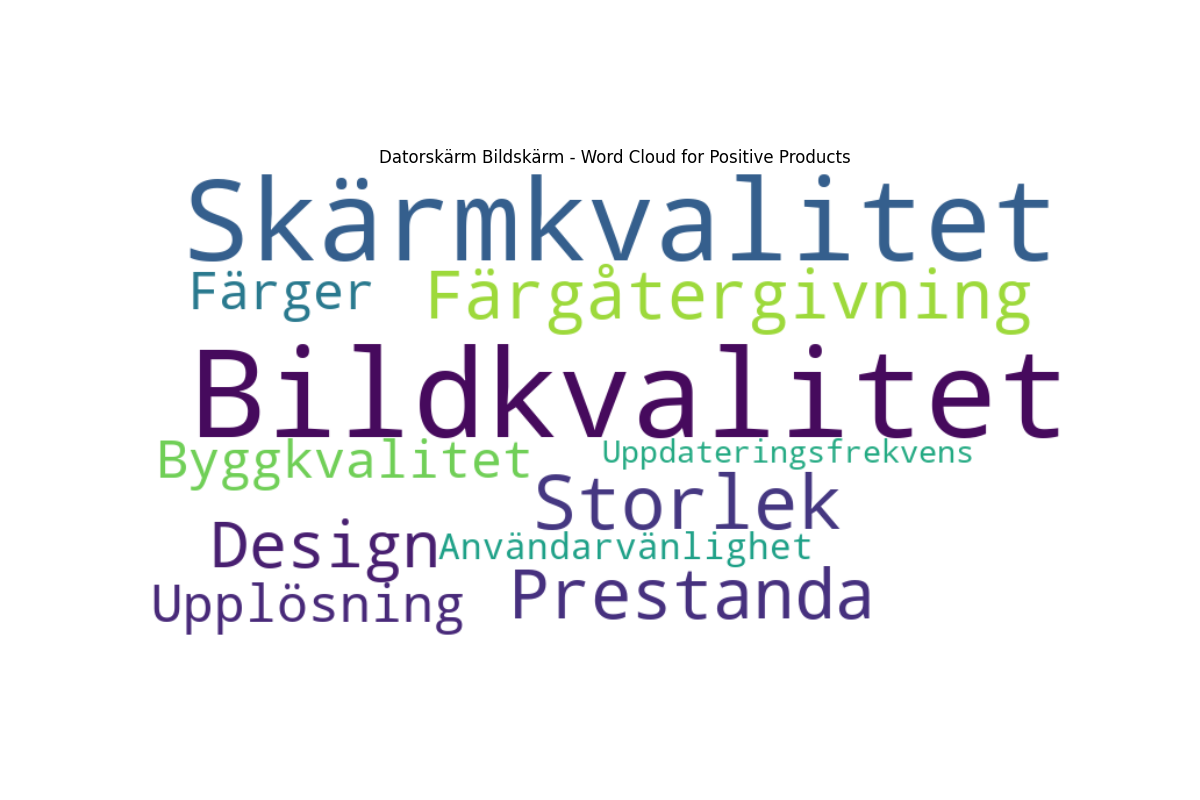 Datorskärm Bildskärm - Word Cloud for Positive Products
Skärmkvalitet
Färger Färgåtergivning
Bildkvalitet
Byggkvalitet Uppdateringsfrekvens
Storlek
Design Användarvänlighet
Upplösning Prestanda